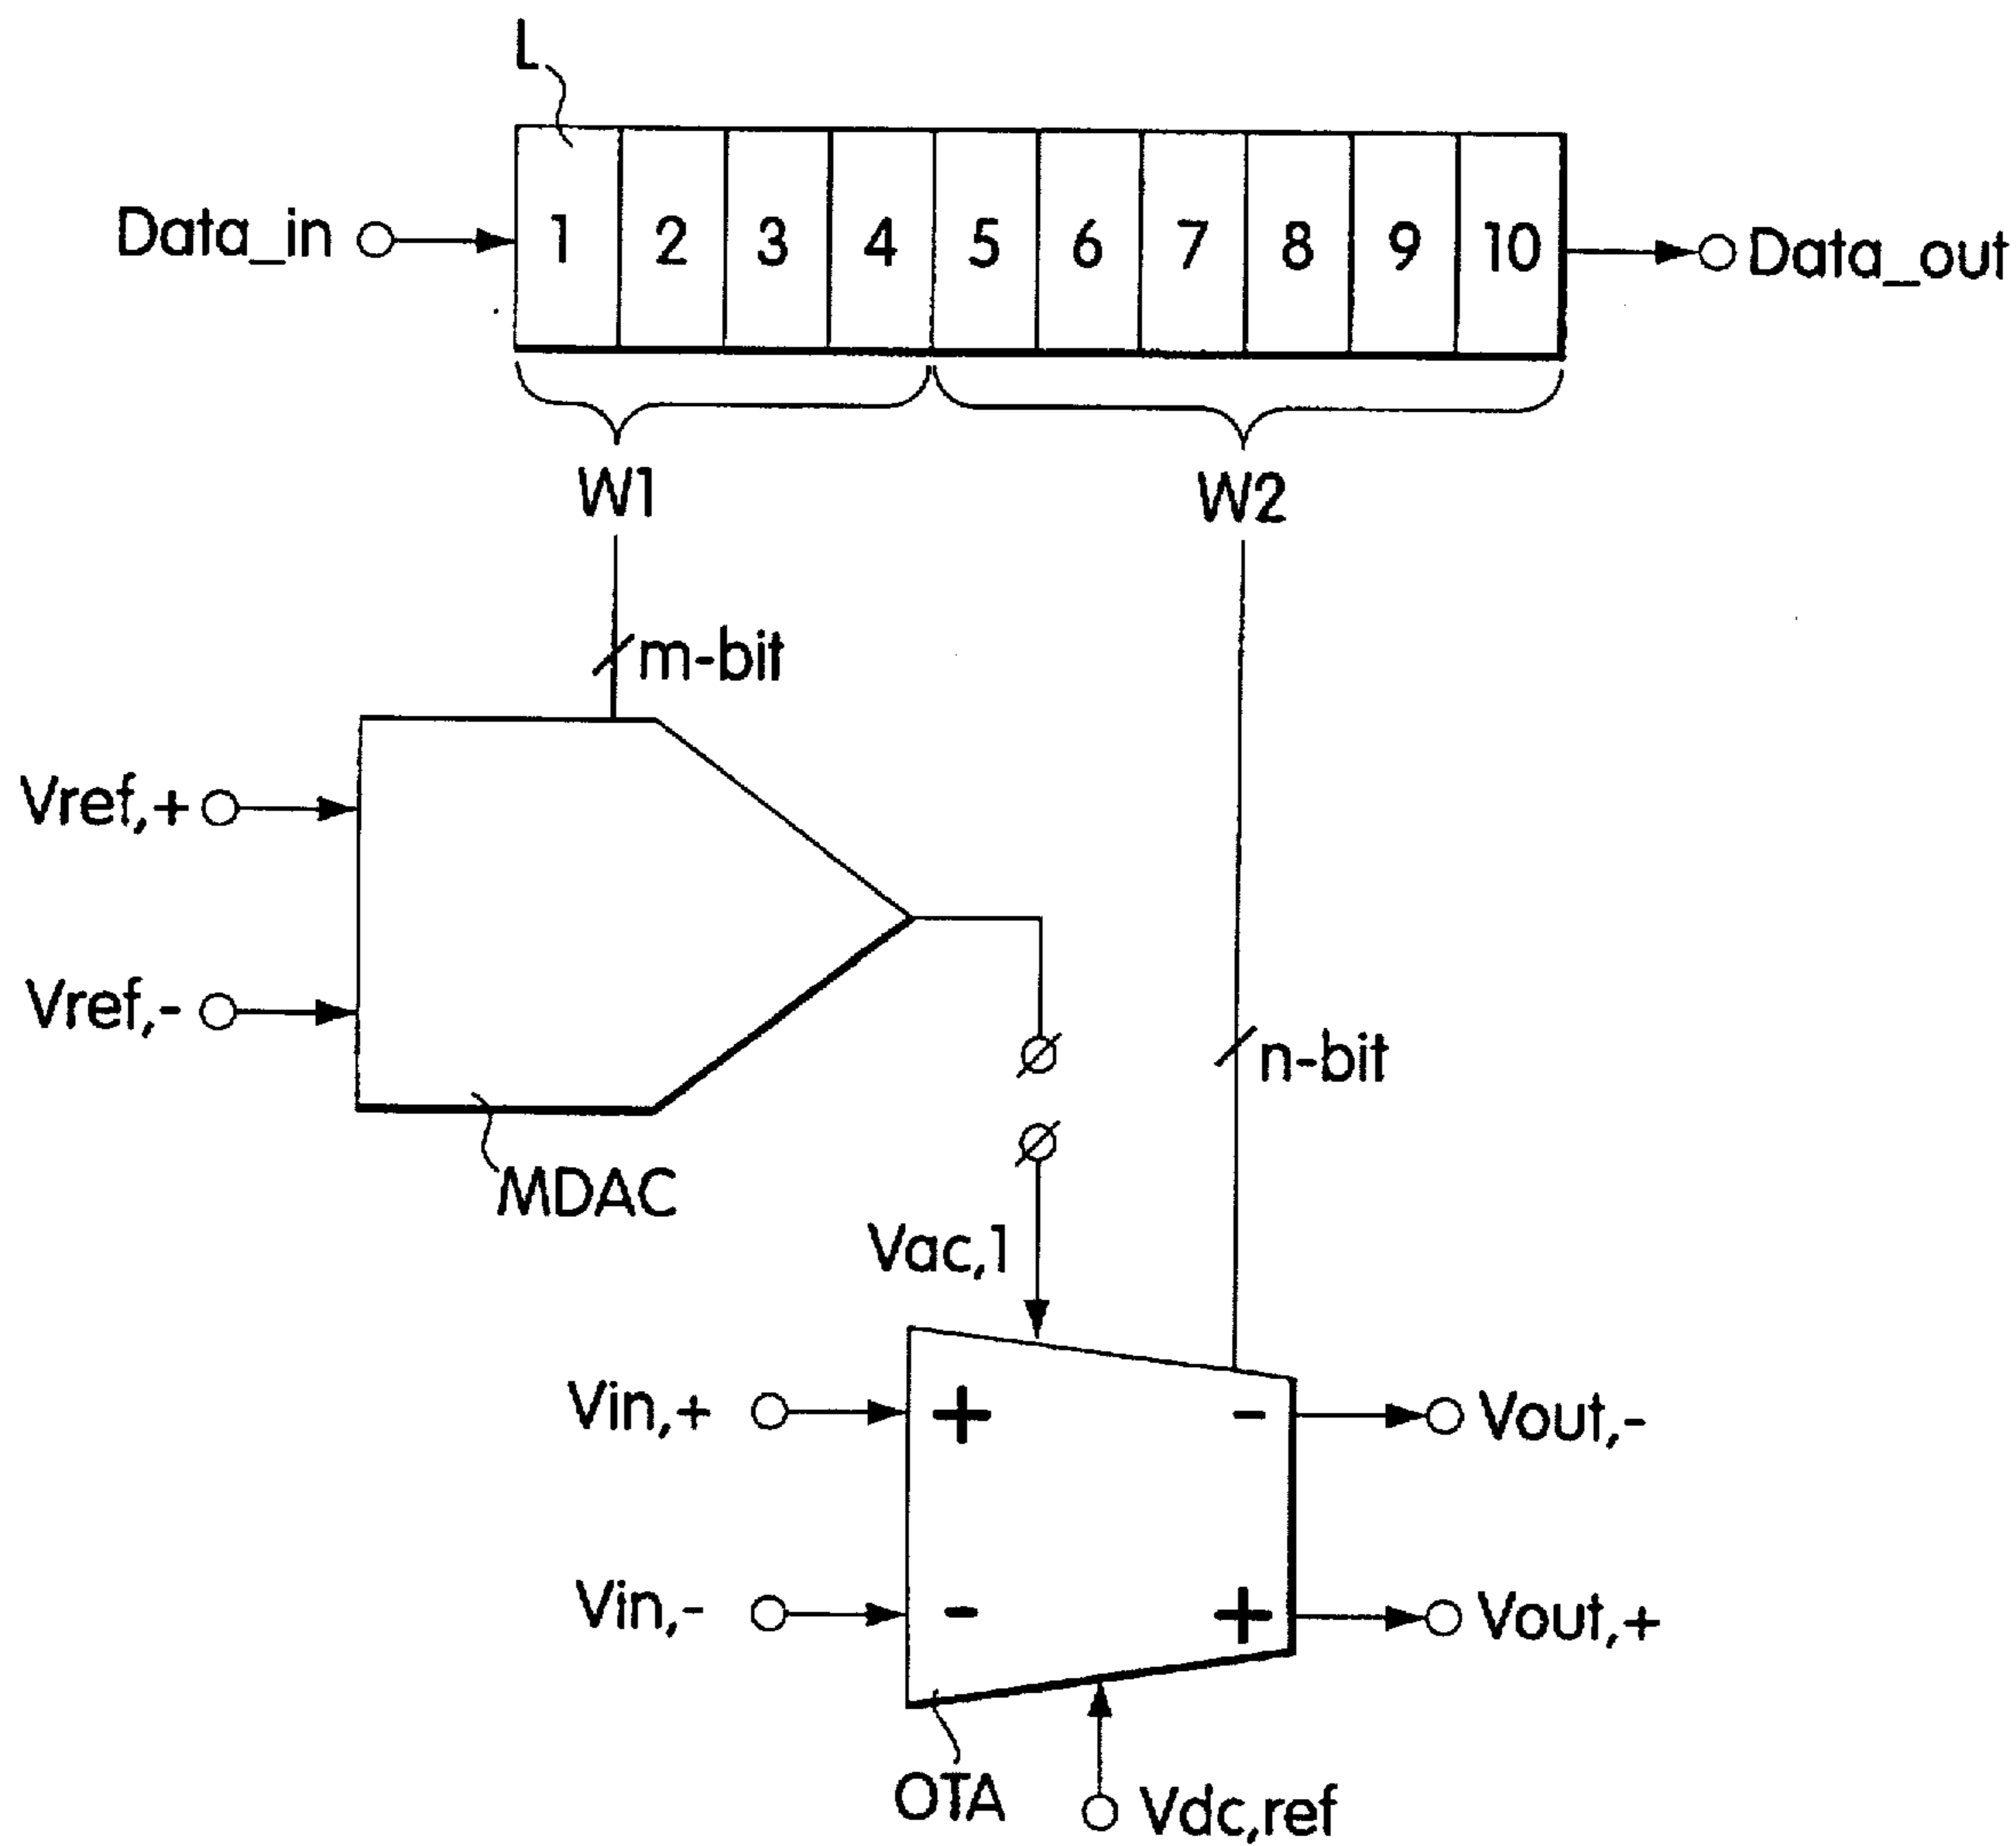 L
Data_in 1 2 3 4 5 6 7 8 9 10 Data_out
W1 W2
m-bit
Vref,+
Vref,-
n-bit
MDAC
Vac,1
Vin,+ + - Vout,-
Vin,- - + Vout,+
OTA Vdc,ref